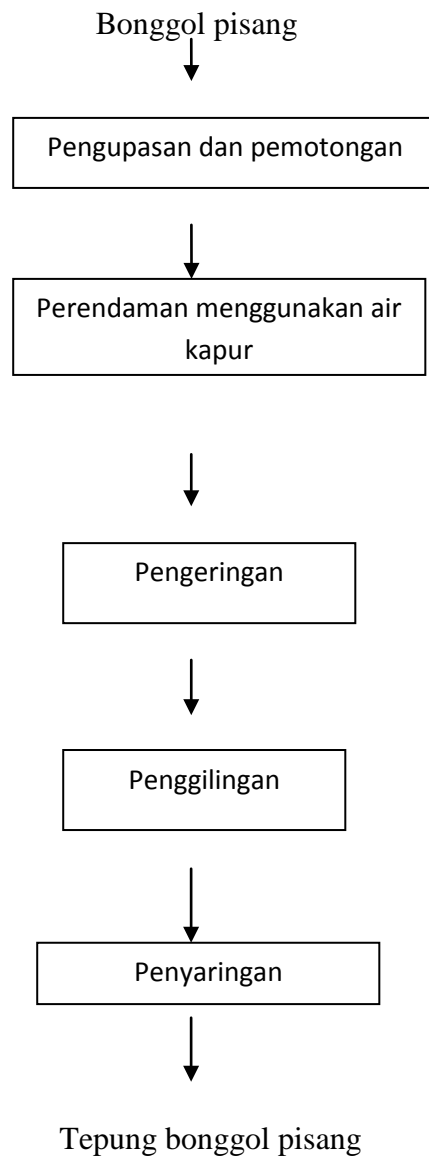 Bonggol pisang
Pengupasan dan pemotongan
Perendaman menggunakan air
kapur
Pengeringan
Penggilingan
Penyaringan
Tepung bonggol pisang